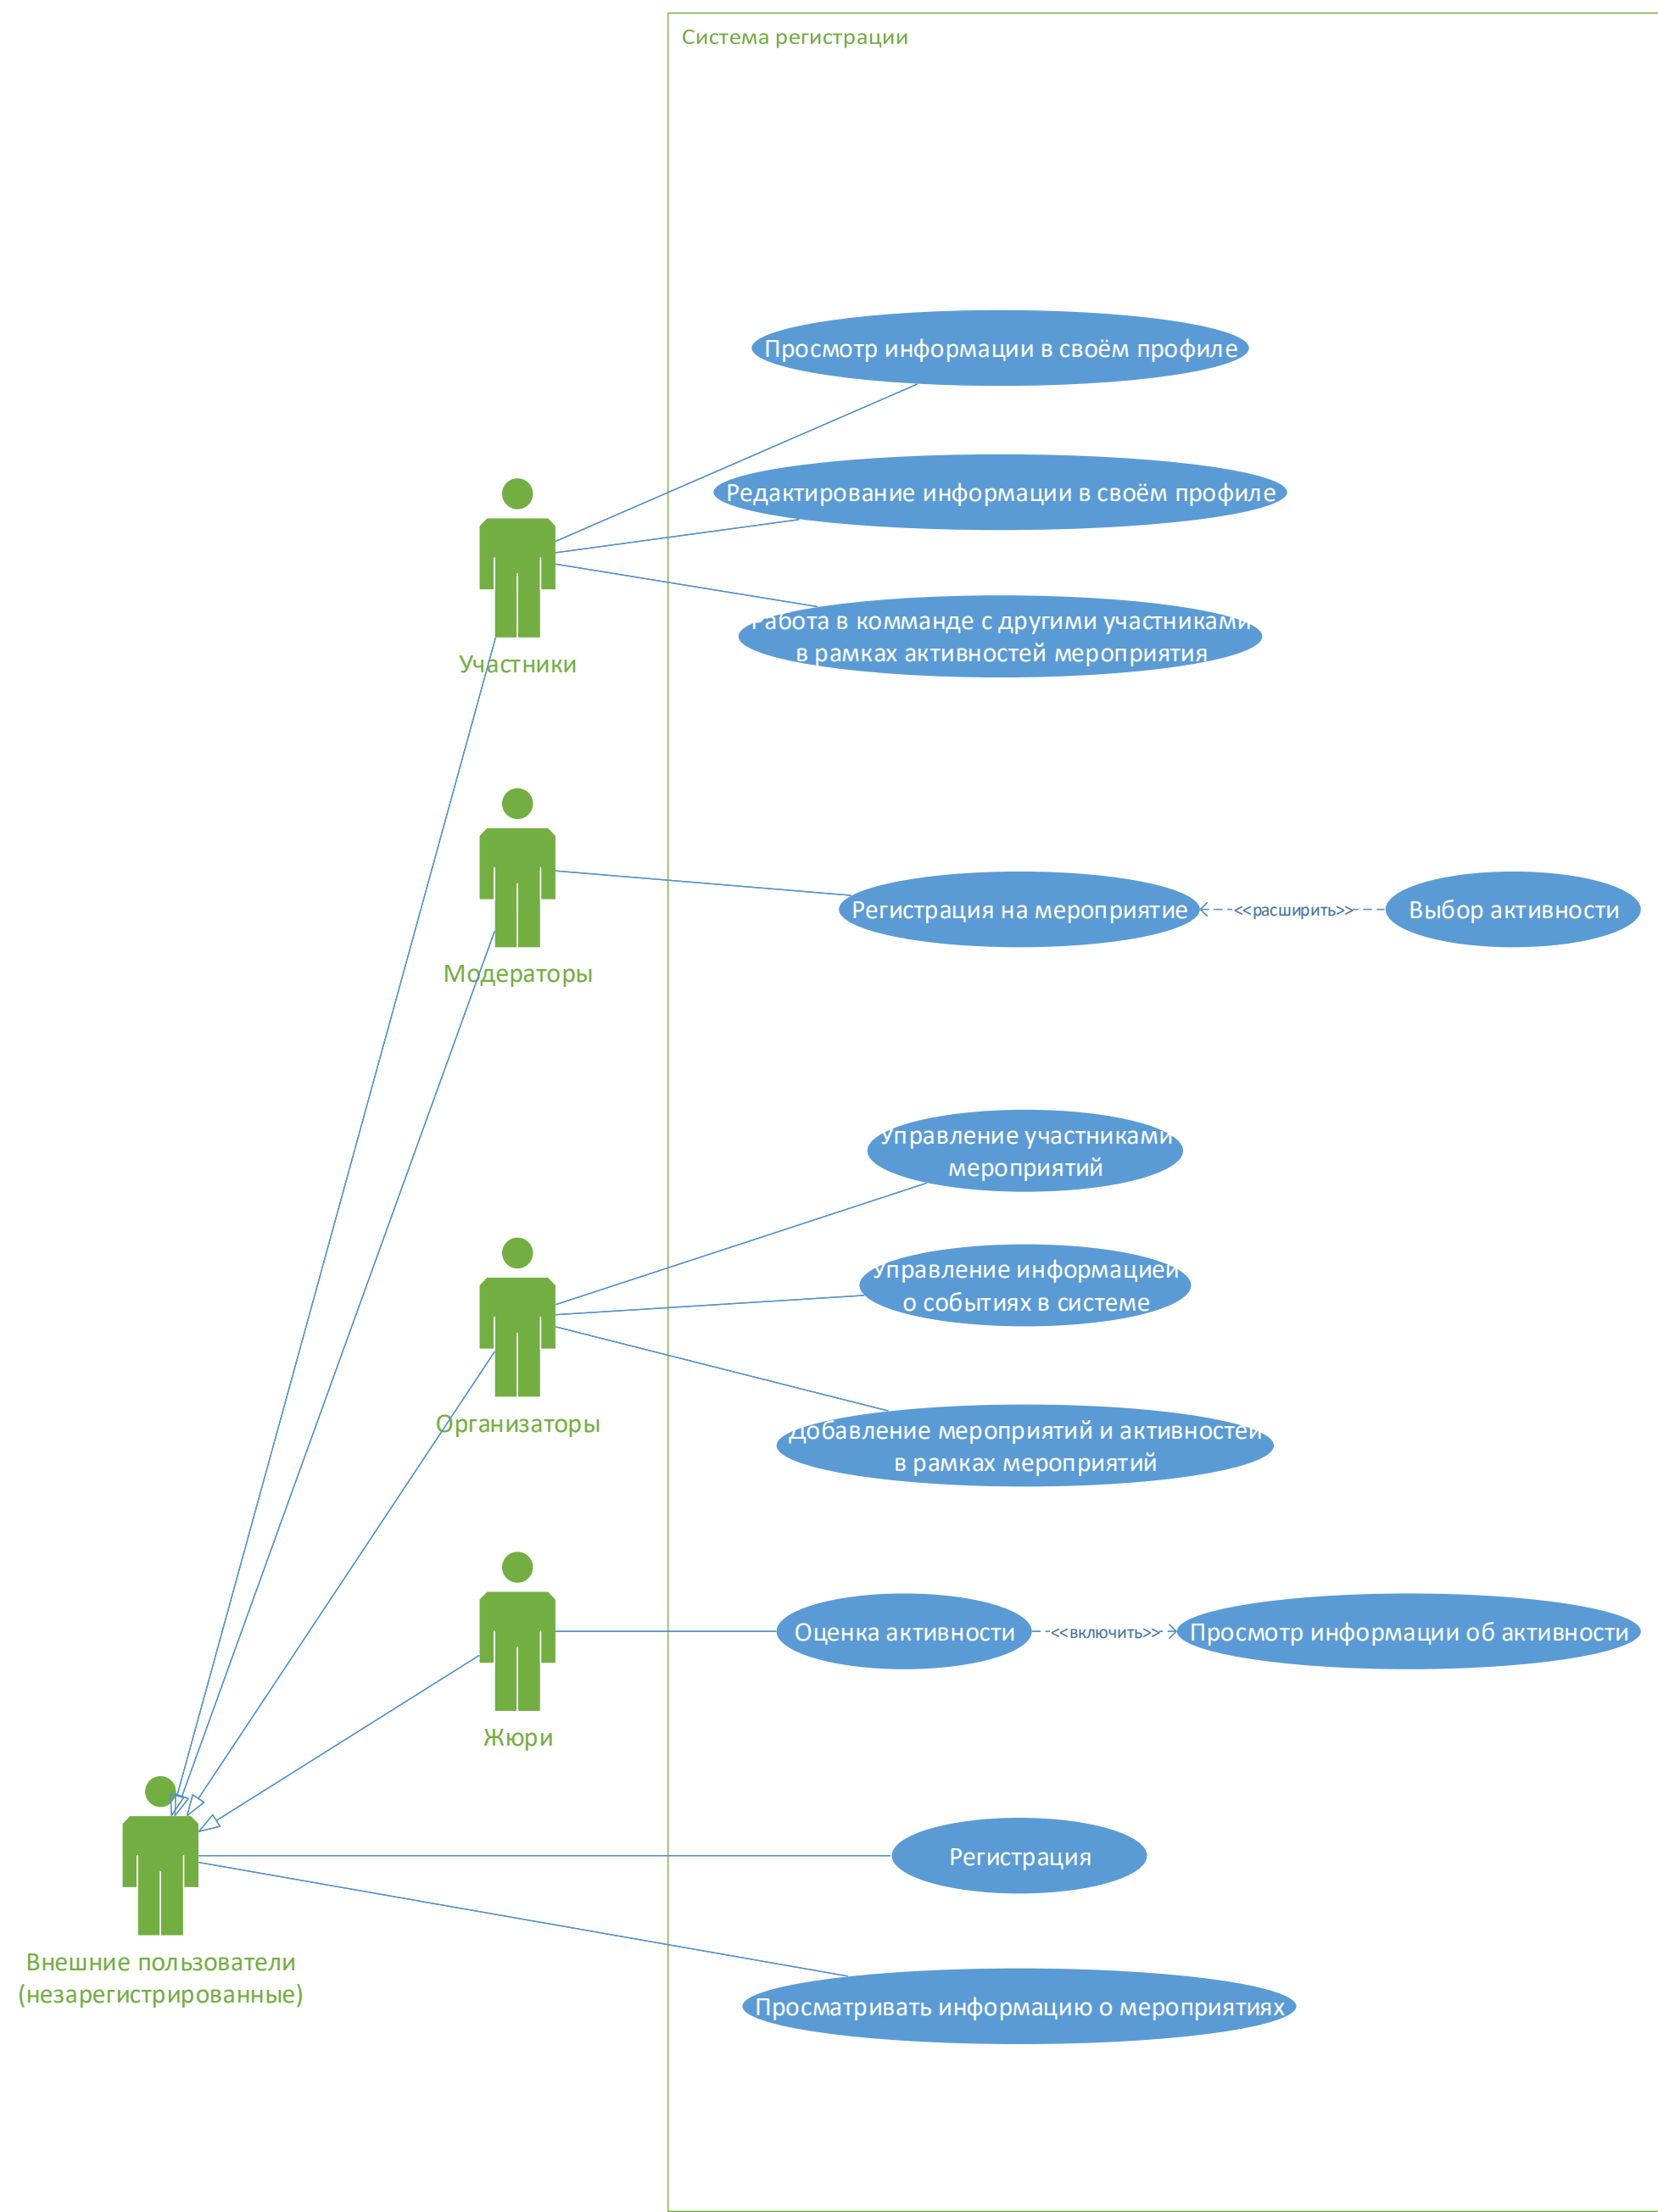 Система регистрации
Просмотр информации в своём профиле
Редактирование информации в своём профиле
Работа в комманде с другими участниками
в рамках активностей мероприятия
Участники
Регистрация на мероприятие
<<расширить>>
Выбор активности
Модераторы
Управление участниками
мероприятий
Управление информацией
о событиях в системе
Организаторы
Добавление мероприятий и активностей
в рамках мероприятий
Оценка активности
<<включить>>
Просмотр информации об активности
Жюри
Регистрация
Внешние пользователи
(незарегистрированные)
Просматривать информацию о мероприятиях